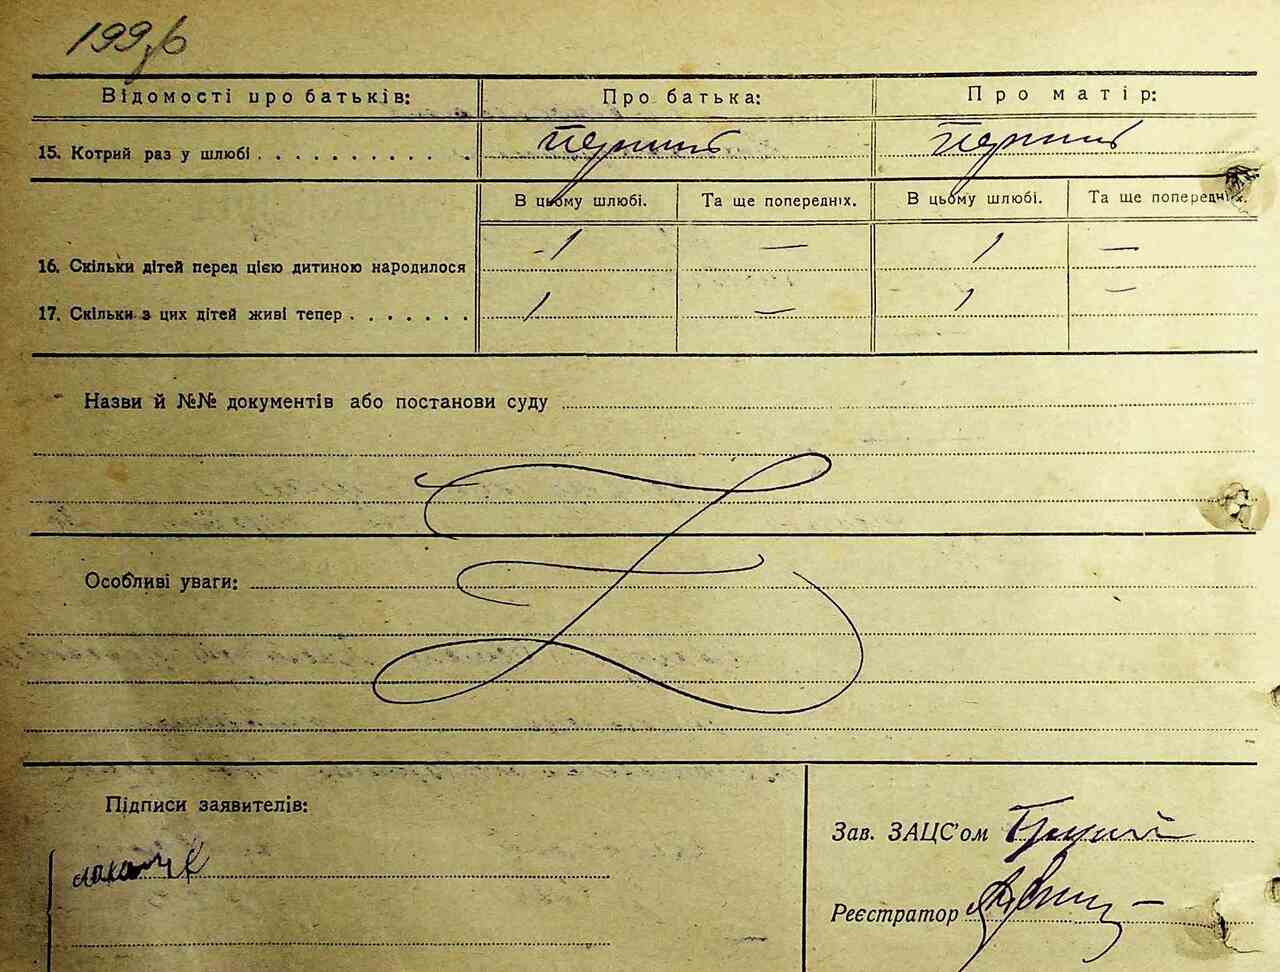 199
Відомості про батьків: Про батька: Про матір:
15. Котрий раз у шлюбі . . . . . . . . . . . .
В цьому шлюбі. Та ще попередніх. В цьому шлюбі. Та ще попередніх.
16. Скільки дітей перед цією дитиною народилося 1 — 1 —
17. Скільки з цих дітей живі тепер . . . . . . . 1 — 1 —
Назви й №№ документів або постанови суду
Особливі уваги:
Підписи заявителів:
Зав. ЗАЦС'ом
Реєстратор